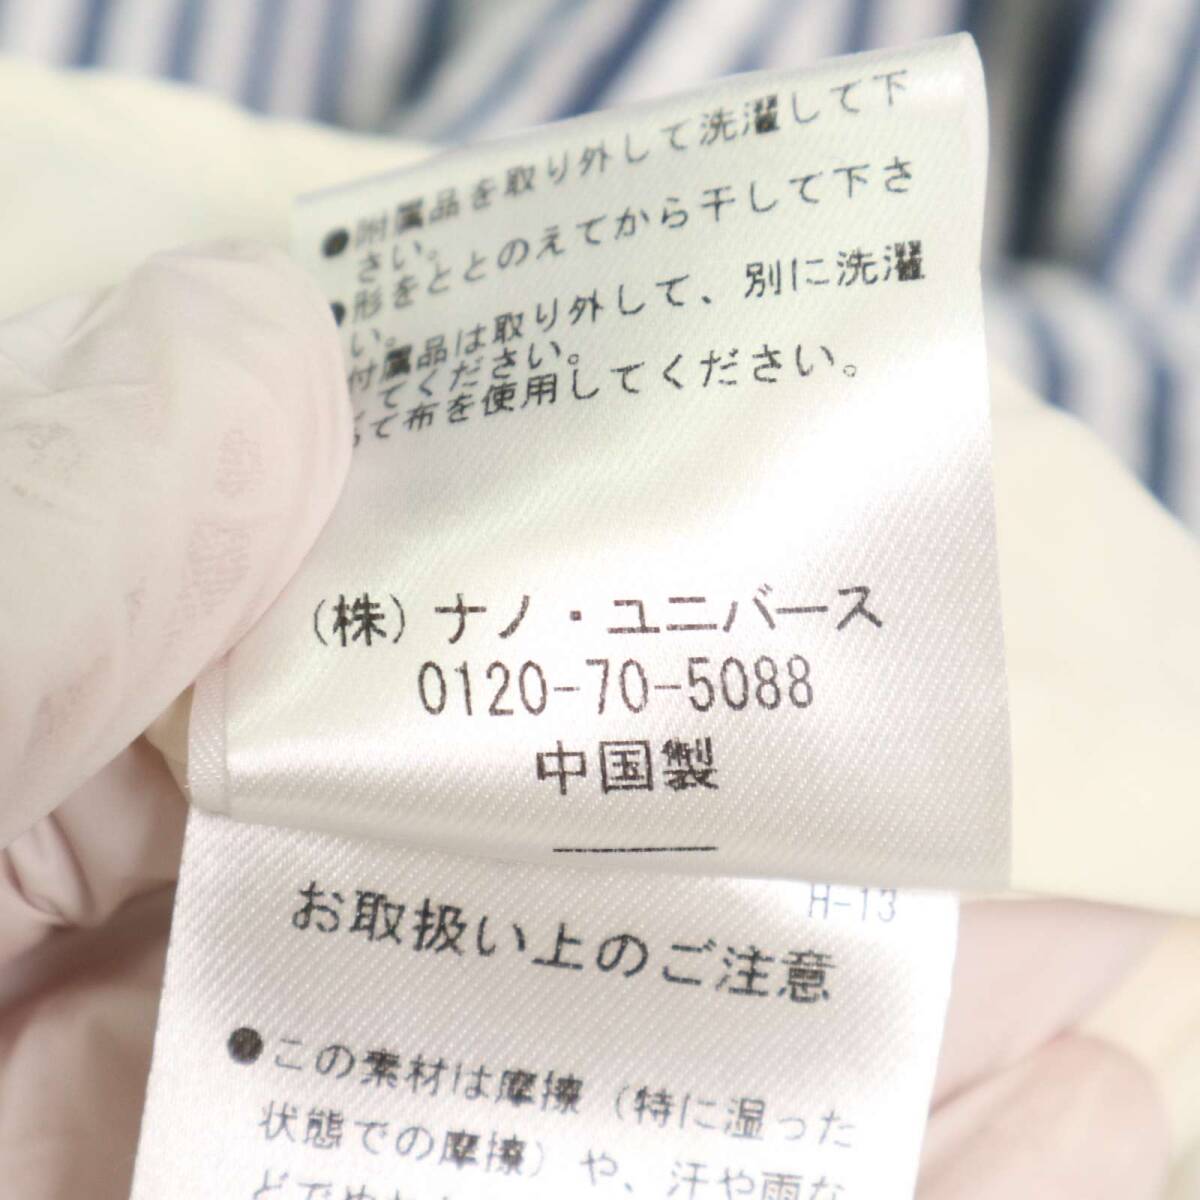 ●附属品を取り外して洗濯して下
さい。
●形をととのえてから干して下さ
い。
付属品は取り外して、別に洗濯
してください。
あて布を使用してください。
(株)ナノ・ユニバース
0120-70-5088
中国製
H-13
お取扱い上のご注意
●この素材は摩擦(特に湿った
状態での摩擦)や、汗や雨な